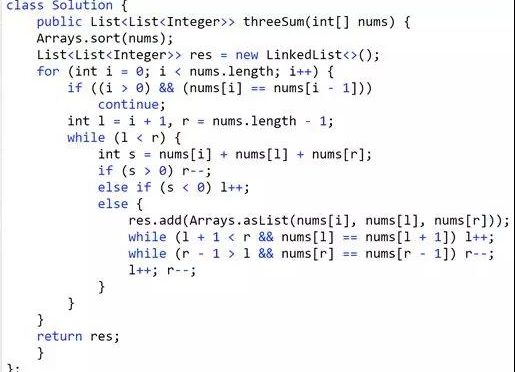 class Solution {
    public List<List<Integer>> threeSum(int[] nums) {
    Arrays.sort(nums);
    List<List<Integer>> res = new LinkedList<>();
    for (int i = 0; i < nums.length; i++) {
        if ((i > 0) && (nums[i] == nums[i - 1]))
            continue;
        int l = i + 1, r = nums.length - 1;
        while (l < r) {
            int s = nums[i] + nums[l] + nums[r];
            if (s > 0) r--;
            else if (s < 0) l++;
            else {
                res.add(Arrays.asList(nums[i], nums[l], nums[r]));
                while (l + 1 < r && nums[l] == nums[l + 1]) l++;
                while (r - 1 > l && nums[r] == nums[r - 1]) r--;
                l++; r--;
            }
        }
    }
    return res;
    }
};